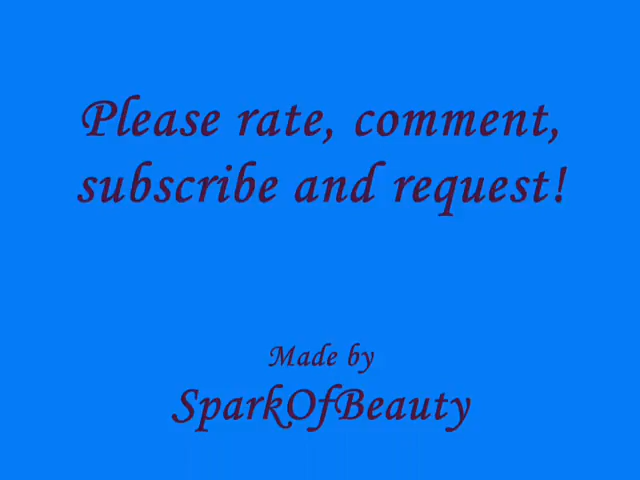 Please rate, comment,
subscribe and request!
Made by
SparkOfBeauty